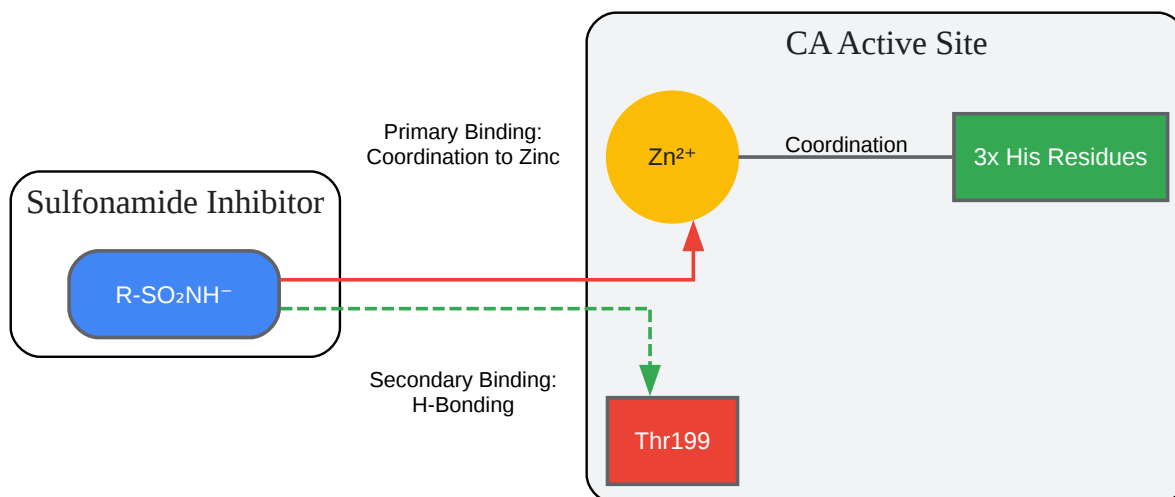 CA Active Site
Primary Binding:
Coordination to Zinc
Zn²⁺
Coordination
3x His Residues
Sulfonamide Inhibitor
R-SO₂NH⁻
Secondary Binding:
H-Bonding
Thr199